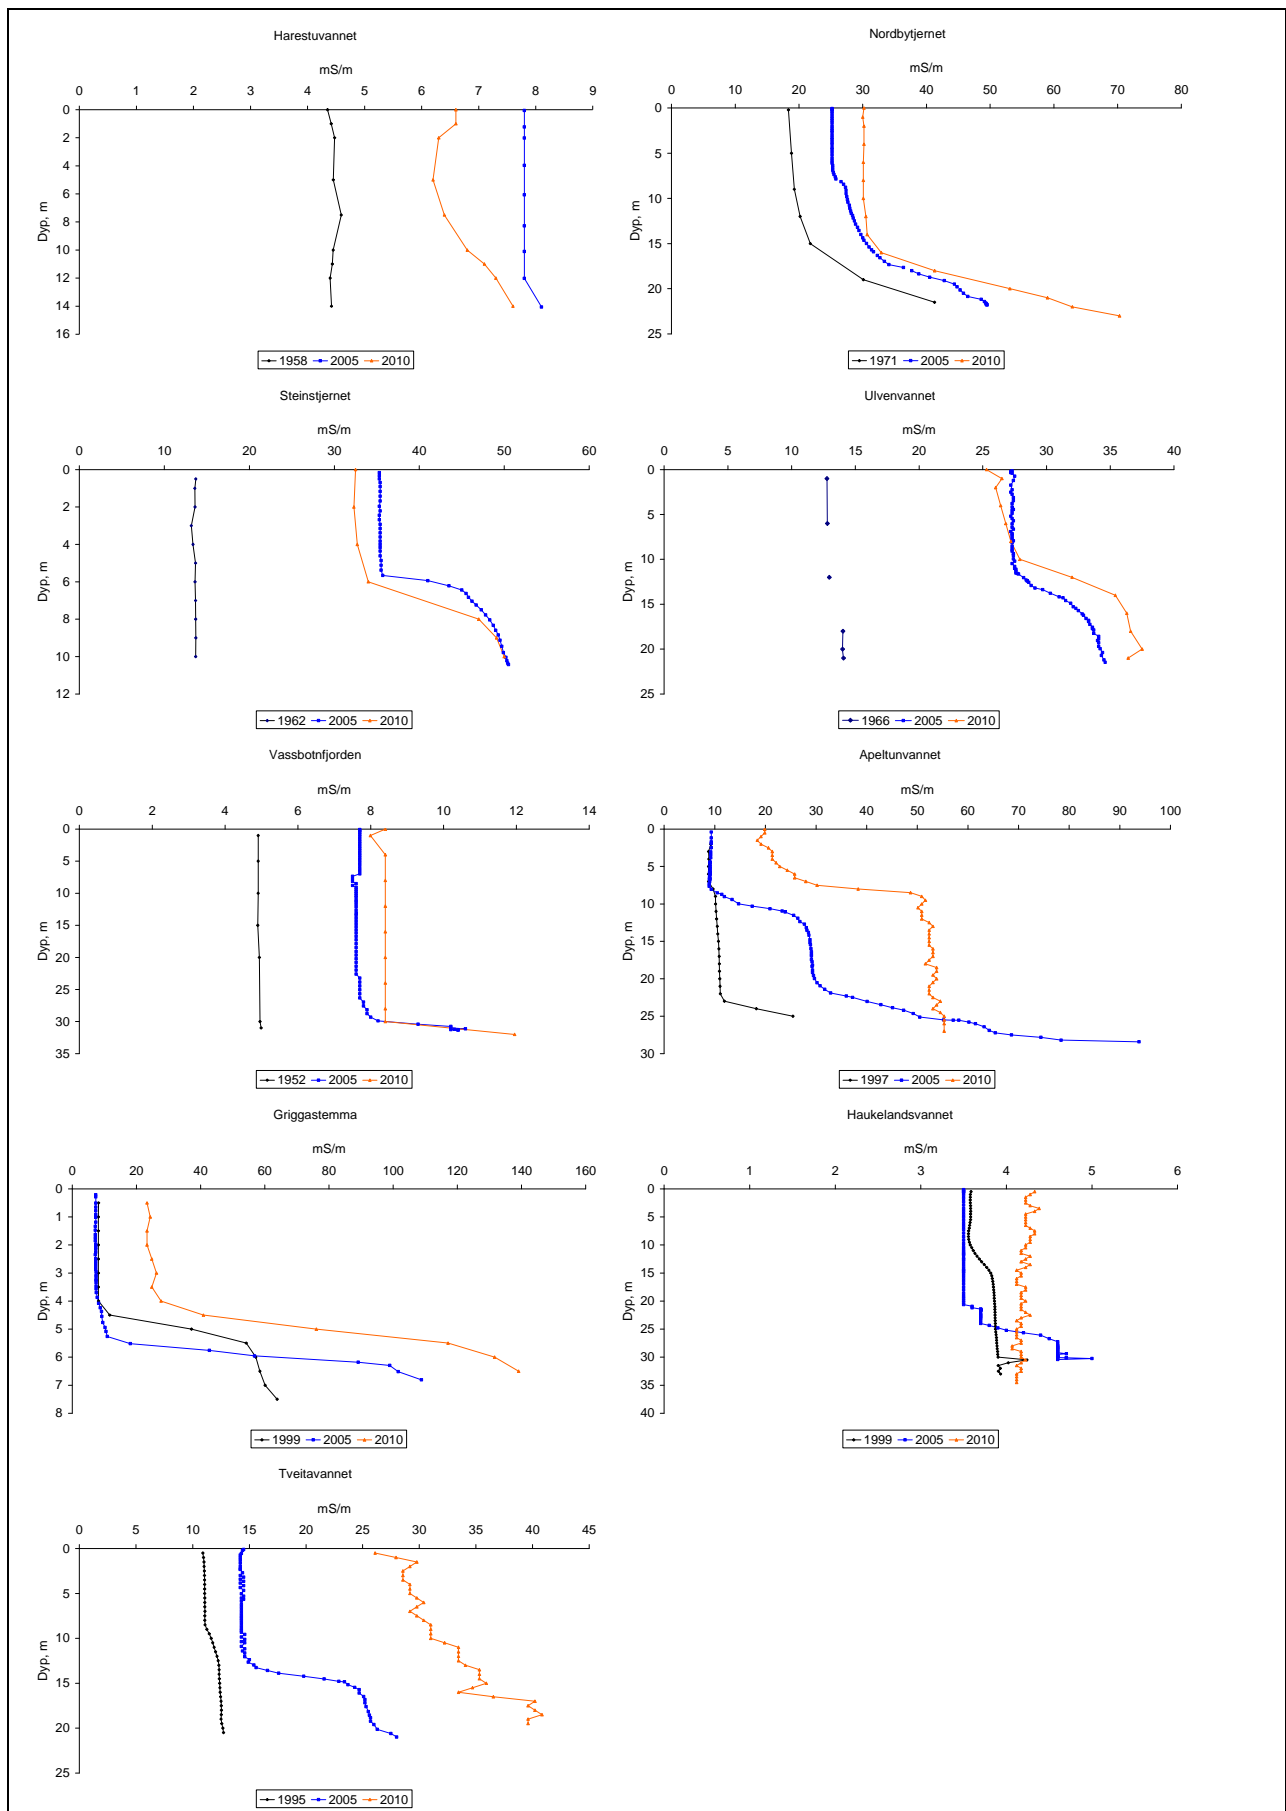 Harestuvannet
mS/m
0 1 2 3 4 5 6 7 8 9
0
2
4
6
8
10
12
14
16
Dyp, m
1958 2005 2010
Nordbytjernet
mS/m
0 10 20 30 40 50 60 70 80
0
5
10
15
20
25
Dyp, m
1971 2005 2010
Steinstjernet
mS/m
0 10 20 30 40 50 60
0
2
4
6
8
10
12
Dyp, m
1962 2005 2010
Ulvenvannet
mS/m
0 5 10 15 20 25 30 35 40
0
5
10
15
20
25
Dyp, m
1966 2005 2010
Vassbotnfjorden
mS/m
0 2 4 6 8 10 12 14
0
5
10
15
20
25
30
35
Dyp, m
1952 2005 2010
Apeltunvannet
mS/m
0 10 20 30 40 50 60 70 80 90 100
0
5
10
15
20
25
30
Dyp, m
1997 2005 2010
Griggastemma
mS/m
0 20 40 60 80 100 120 140 160
0
1
2
3
4
5
6
7
8
Dyp, m
1999 2005 2010
Haukelandsvannet
mS/m
0 1 2 3 4 5 6
0
5
10
15
20
25
30
35
40
Dyp, m
1999 2005 2010
Tveitavannet
mS/m
0 5 10 15 20 25 30 35 40 45
0
5
10
15
20
25
Dyp, m
1995 2005 2010